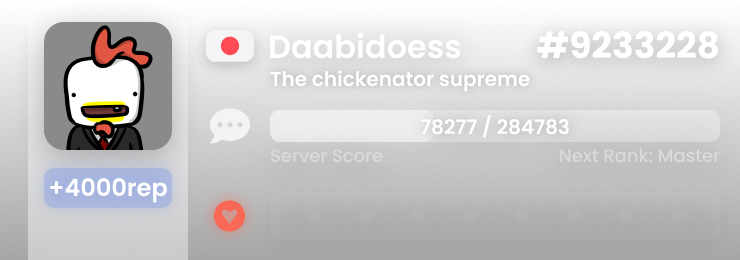 Daabidoess #9233228
The chickenator supreme
78277 / 284783
Server Score Next Rank: Master
+4000rep